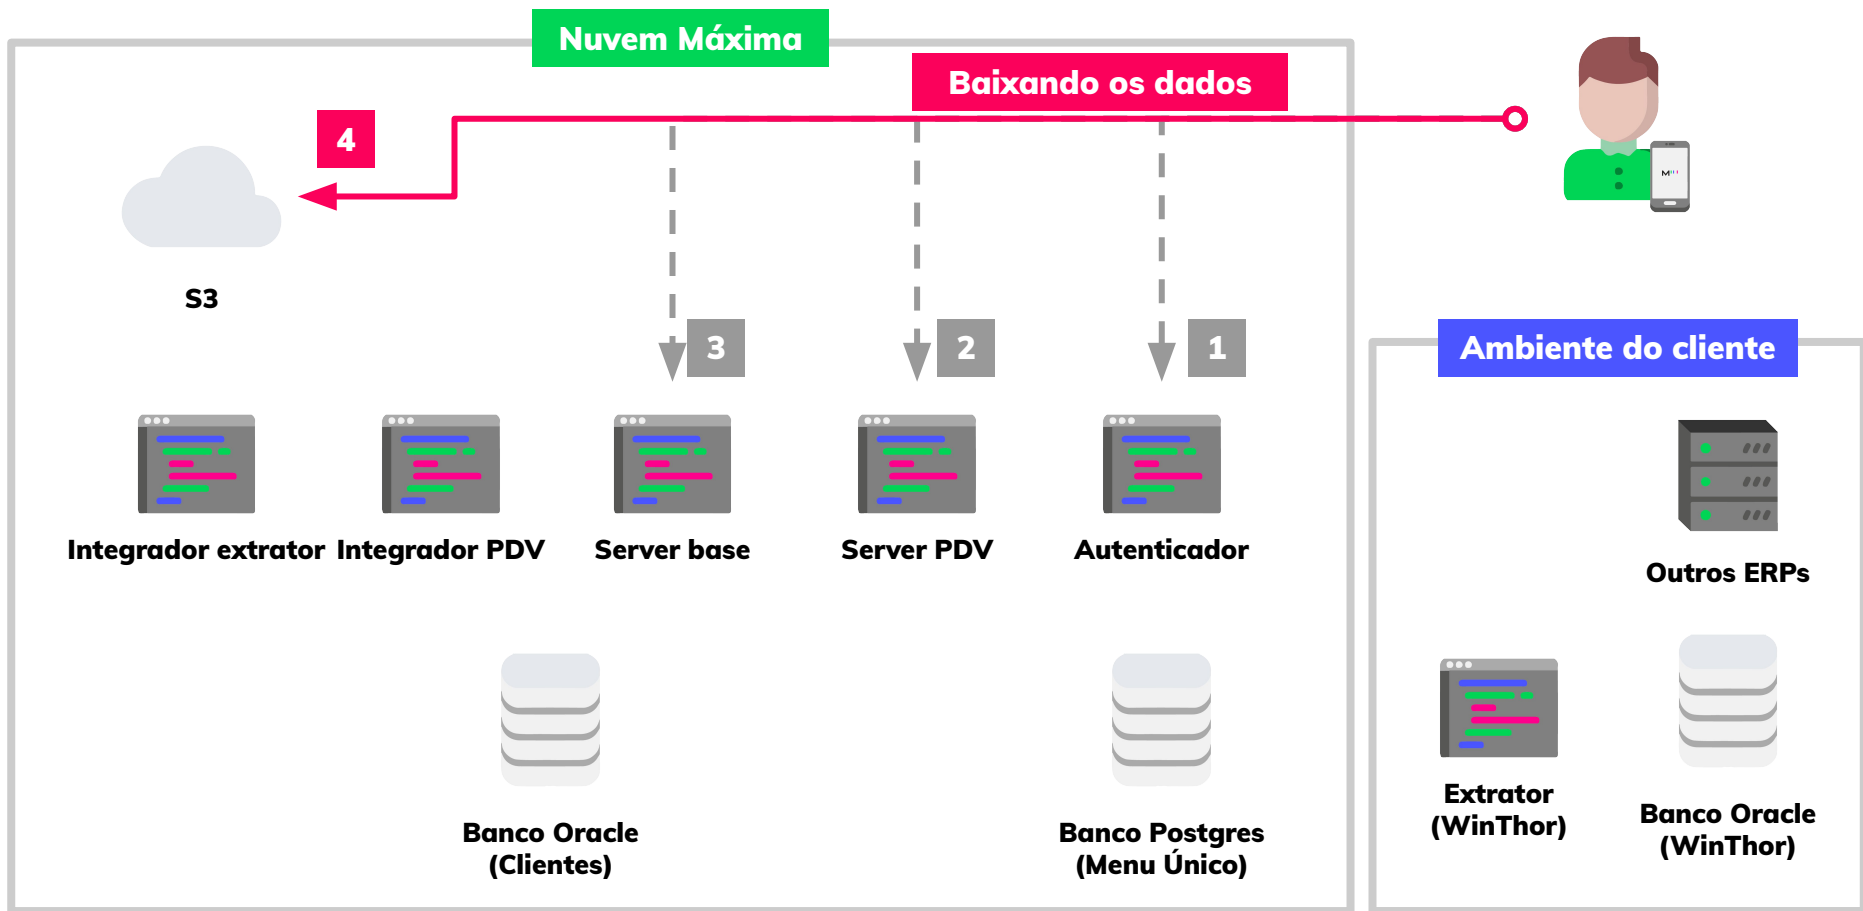 Nuvem Máxima
Baixando os dados
4
S3
3
2
1
Ambiente do cliente
Integrador extrator
Integrador PDV
Server base
Server PDV
Autenticador
Outros ERPs
Banco Oracle
(Clientes)
Banco Postgres
(Menu Único)
Extrator
(WinThor)
Banco Oracle
(WinThor)